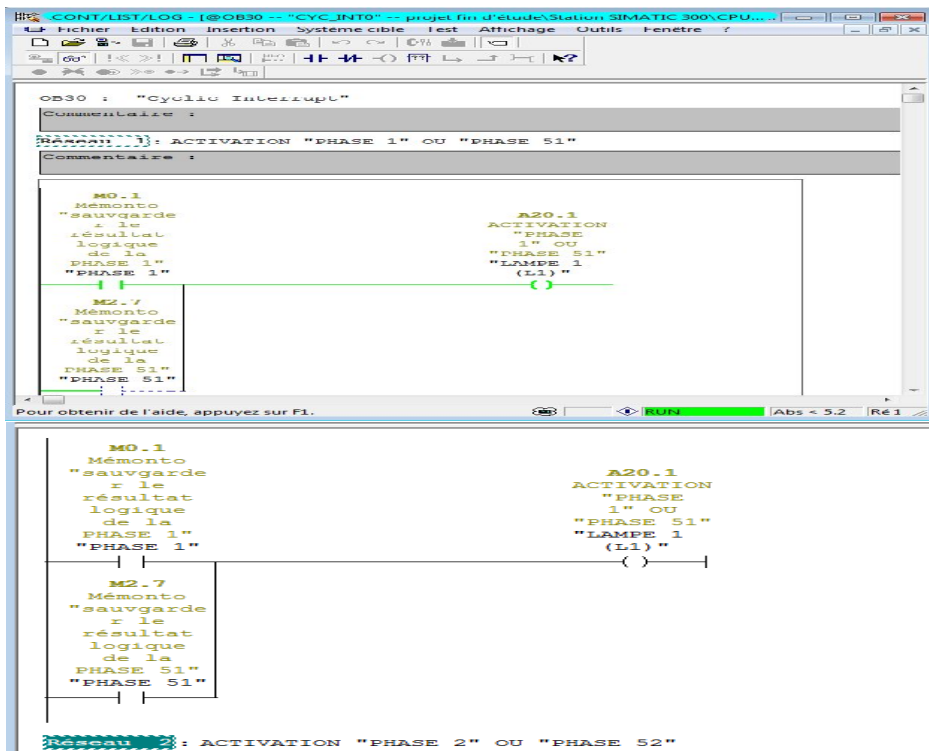 CONT/LIST/LOG - [@OB30 -- "CYC_INT0" -- projet fin d'étude\Station SIMATIC 300\CPU.....
Fichier Edition Insertion Système cible Test Affichage Outils Fenêtre ?
OB30 : "Cyclic Interrupt"
Commentaire :
Réseau 1 : ACTIVATION "PHASE 1" OU "PHASE 51"
Commentaire :
M0.1
Mémonto
"sauvgarde
r le
résultat
logique
de la
PHASE 1"
"PHASE 1"
A20.1
ACTIVATION
"PHASE
1" OU
"PHASE 51"
"LAMPE 1
(L1)"
M2.7
Mémonto
"sauvgarde
r le
résultat
logique
de la
PHASE 51"
"PHASE 51"
Pour obtenir de l'aide, appuyez sur F1.
RUN
Abs < 5.2
Ré 1
M0.1
Mémonto
"sauvgarde
r le
résultat
logique
de la
PHASE 1"
"PHASE 1"
A20.1
ACTIVATION
"PHASE
1" OU
"PHASE 51"
"LAMPE 1
(L1)"
M2.7
Mémonto
"sauvgarde
r le
résultat
logique
de la
PHASE 51"
"PHASE 51"
Réseau 2 : ACTIVATION "PHASE 2" OU "PHASE 52"